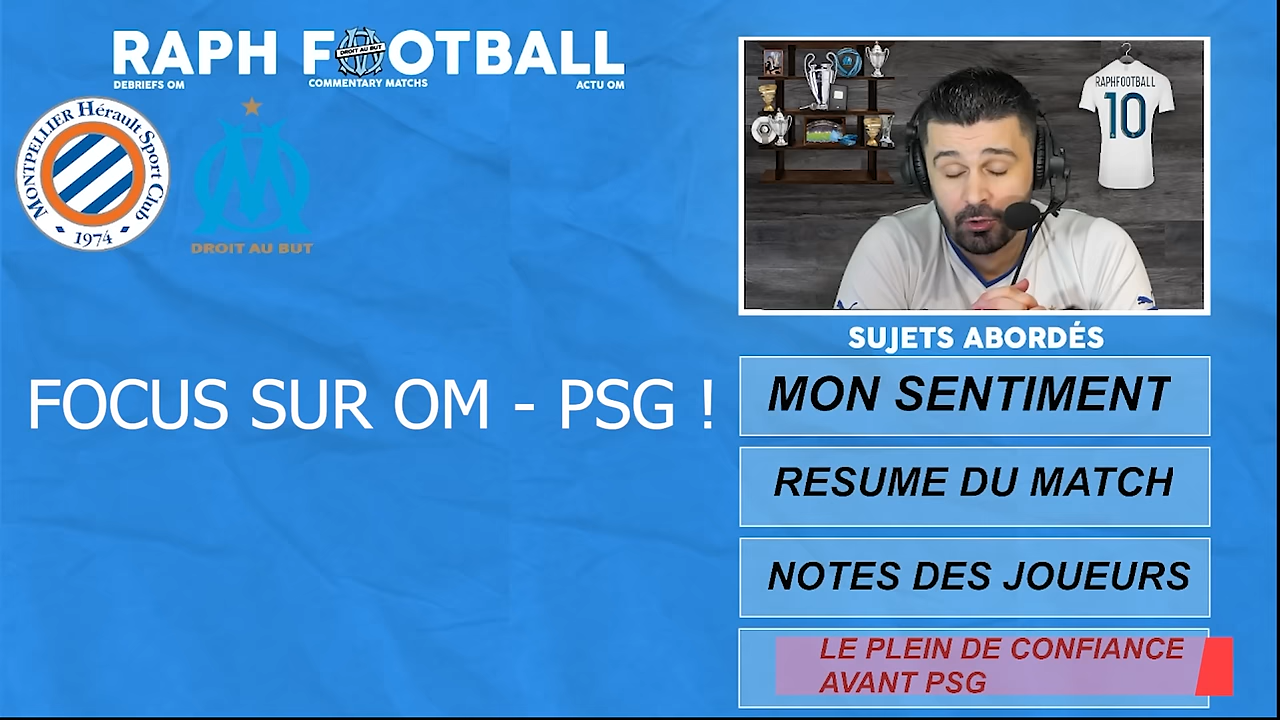 RAPH FOOTBALL
DROIT AU BUT
DEBRIEFS OM
COMMENTARY MATCHS
ACTU OM
MONTPELLIER Hérault Sport Club
1974
DROIT AU BUT
RAPHFOOTBALL
10
FOCUS SUR OM - PSG !
SUJETS ABORDÉS
MON SENTIMENT
RESUME DU MATCH
NOTES DES JOUEURS
LE PLEIN DE CONFIANCE
AVANT PSG